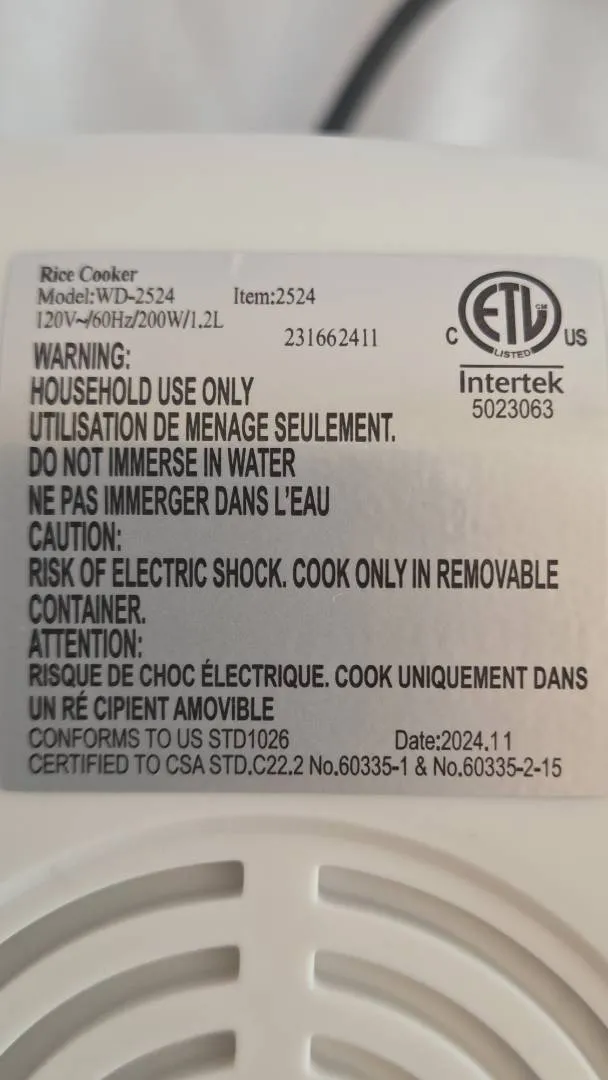 Rice Cooker
Model:WD-2524 Item:2524
120V~/60Hz/200W/1.2L
231662411
C ETL CM US
LISTED
Intertek
5023063
WARNING:
HOUSEHOLD USE ONLY
UTILISATION DE MENAGE SEULEMENT.
DO NOT IMMERSE IN WATER
NE PAS IMMERGER DANS L'EAU
CAUTION:
RISK OF ELECTRIC SHOCK. COOK ONLY IN REMOVABLE
CONTAINER.
ATTENTION:
RISQUE DE CHOC ÉLECTRIQUE. COOK UNIQUEMENT DANS
UN RÉ CIPIENT AMOVIBLE
CONFORMS TO US STD1026 Date:2024.11
CERTIFIED TO CSA STD.C22.2 No.60335-1 & No.60335-2-15